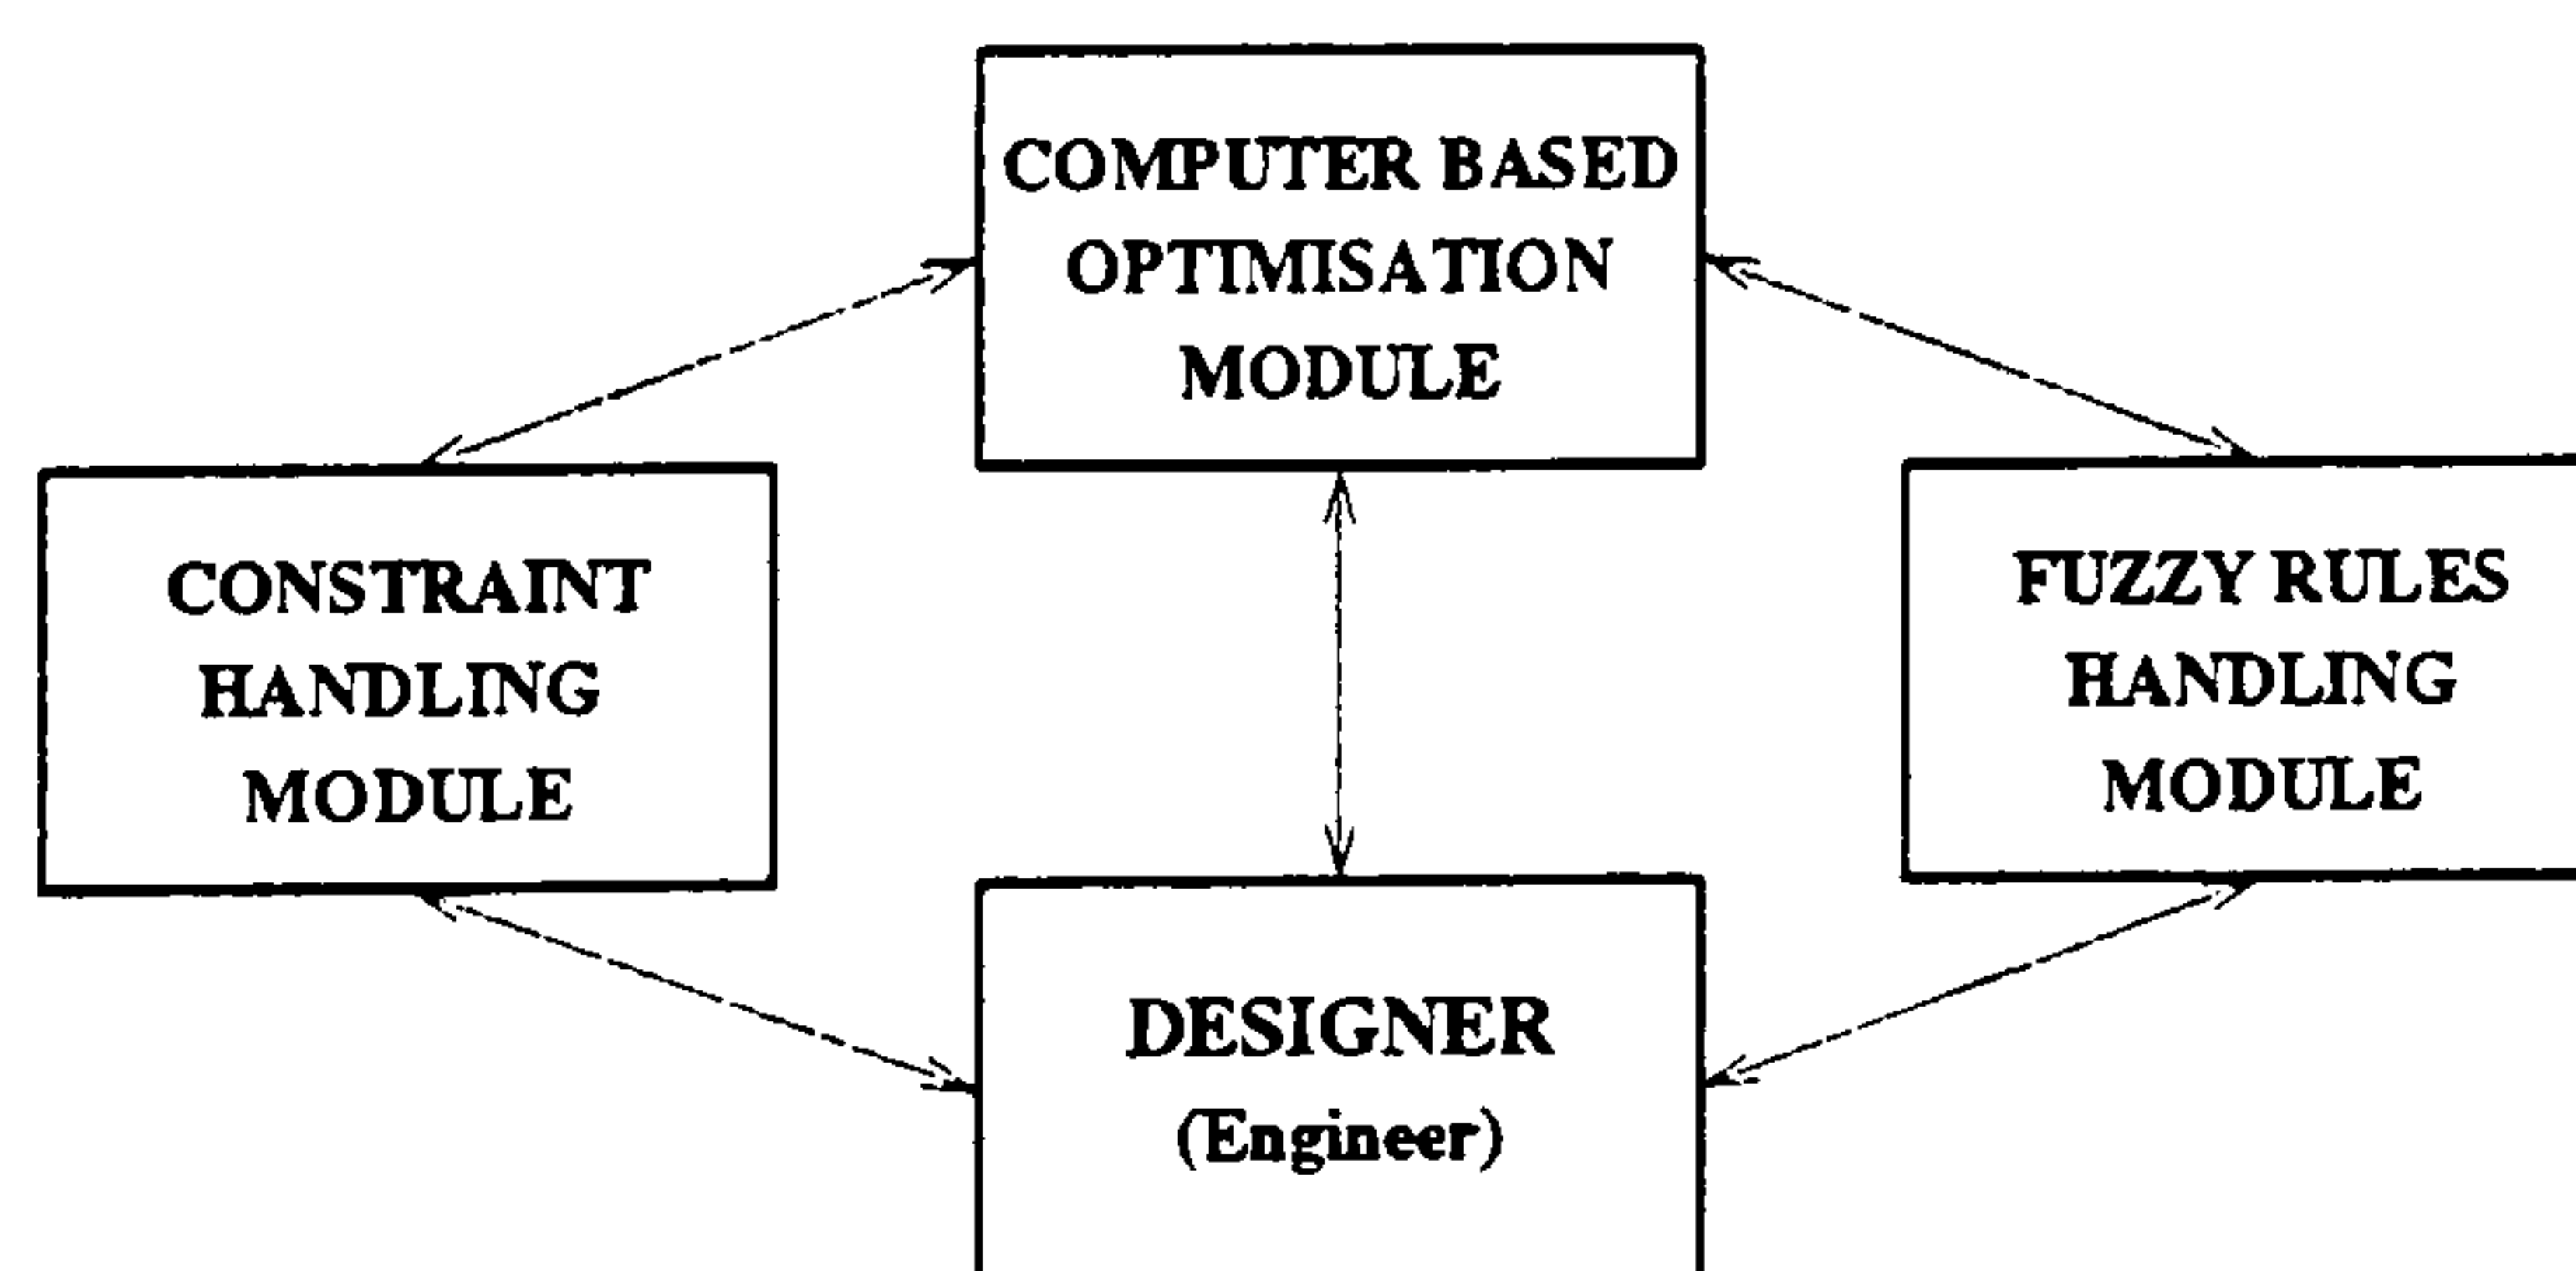 COMPUTER BASED
OPTIMISATION
MODULE
CONSTRAINT
HANDLING
MODULE
FUZZY RULES
HANDLING
MODULE
DESIGNER
(Engineer)